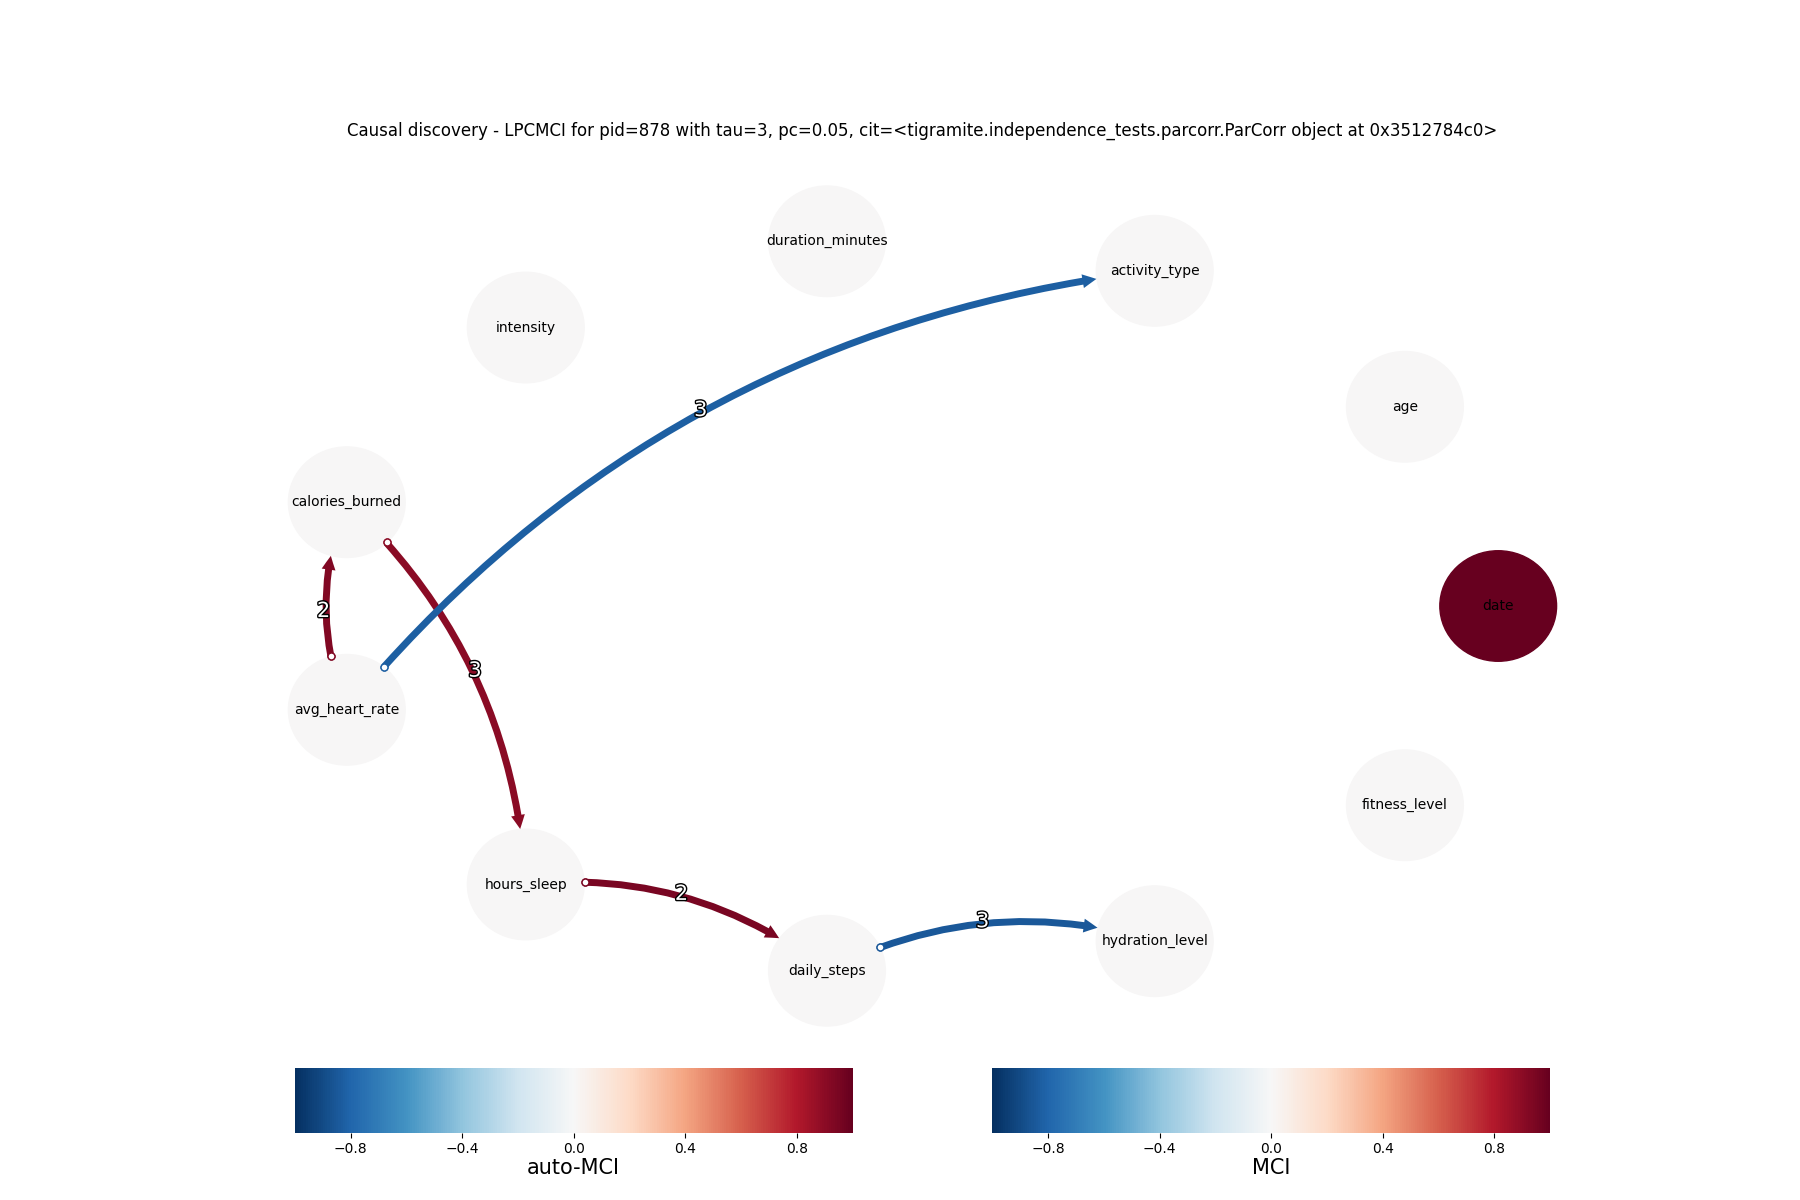 Causal discovery - LPCMCI for pid=878 with tau=3, pc=0.05, cit=<tigramite.independence_tests.parcorr.ParCorr object at 0x3512784c0>
duration_minutes
activity_type
intensity
age
3
calories_burned
date
2
3
avg_heart_rate
fitness_level
hours_sleep
2
3
hydration_level
daily_steps
−0.8 −0.4 0.0 0.4 0.8
auto-MCI
−0.8 −0.4 0.0 0.4 0.8
MCI